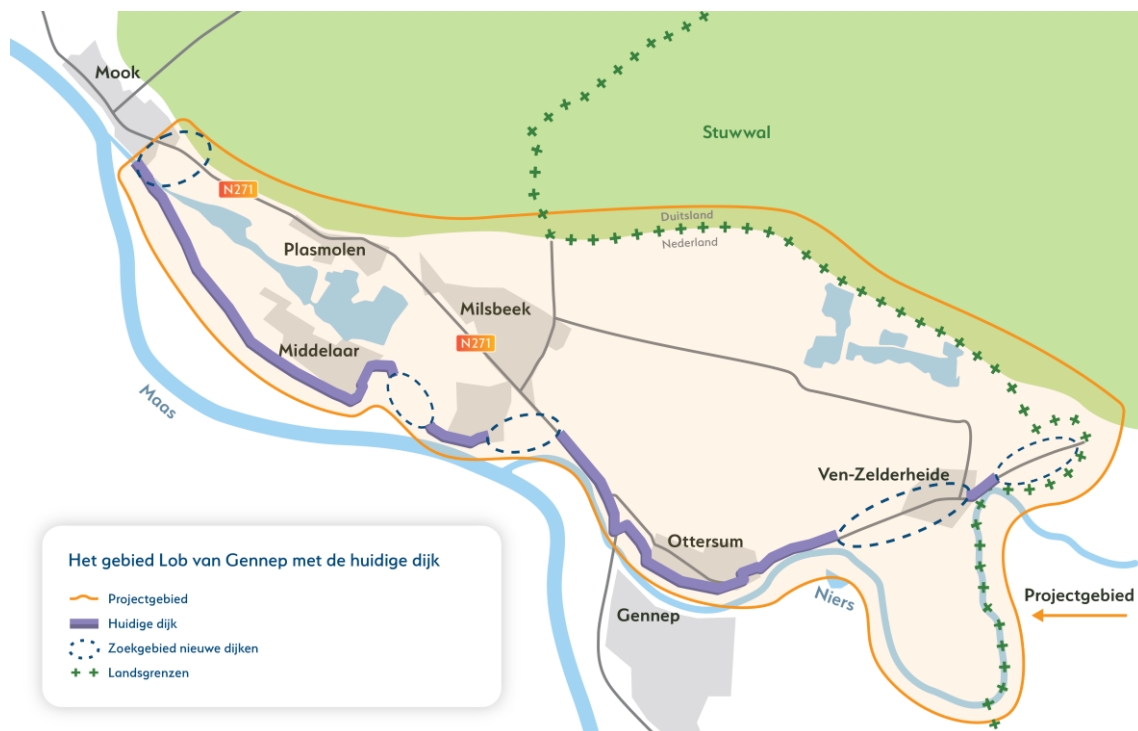 Mook
Stuwwal
N271
Duitsland
Nederland
Plasmolen
Milsbeek
N271
Middelaar
Maas
Ven-Zelderheide
Ottersum
Niers
Projectgebied
Gennep
Het gebied Lob van Gennep met de huidige dijk
Projectgebied
Huidige dijk
Zoekgebied nieuwe dijken
Landsgrenzen